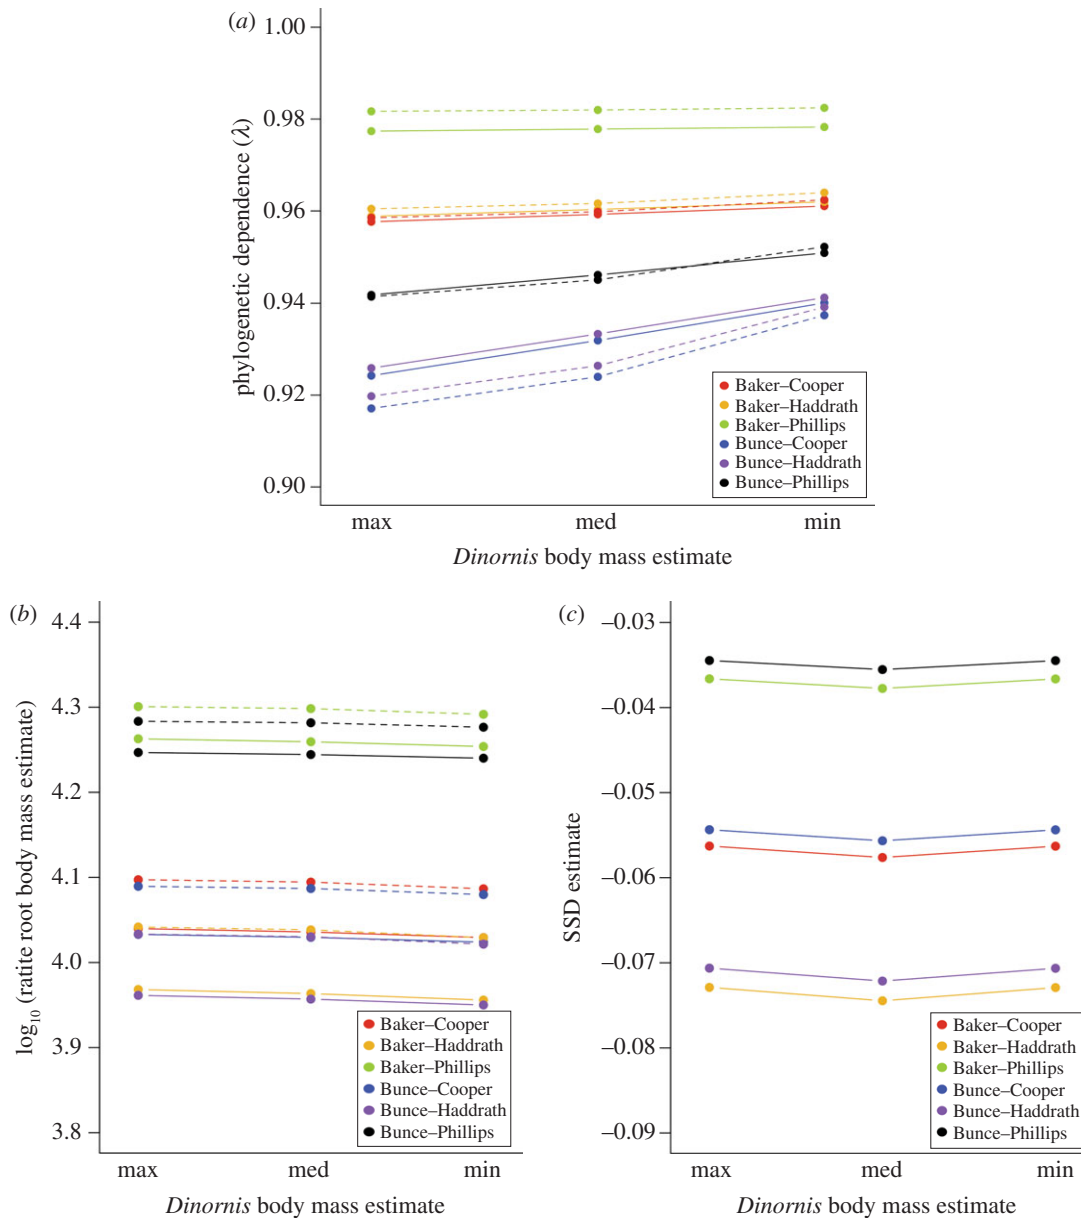 (a)
1.00
0.98
0.96
0.94
0.92
0.90
phylogenetic dependence (λ)
Baker–Cooper
Baker–Haddrath
Baker–Phillips
Bunce–Cooper
Bunce–Haddrath
Bunce–Phillips
max med min
Dinornis body mass estimate
(b)
4.4
4.3
4.2
4.1
4.0
3.9
3.8
log10 (ratite root body mass estimate)
Baker–Cooper
Baker–Haddrath
Baker–Phillips
Bunce–Cooper
Bunce–Haddrath
Bunce–Phillips
max med min
Dinornis body mass estimate
(c)
–0.03
–0.04
–0.05
–0.06
–0.07
–0.08
–0.09
SSD estimate
Baker–Cooper
Baker–Haddrath
Baker–Phillips
Bunce–Cooper
Bunce–Haddrath
Bunce–Phillips
max med min
Dinornis body mass estimate